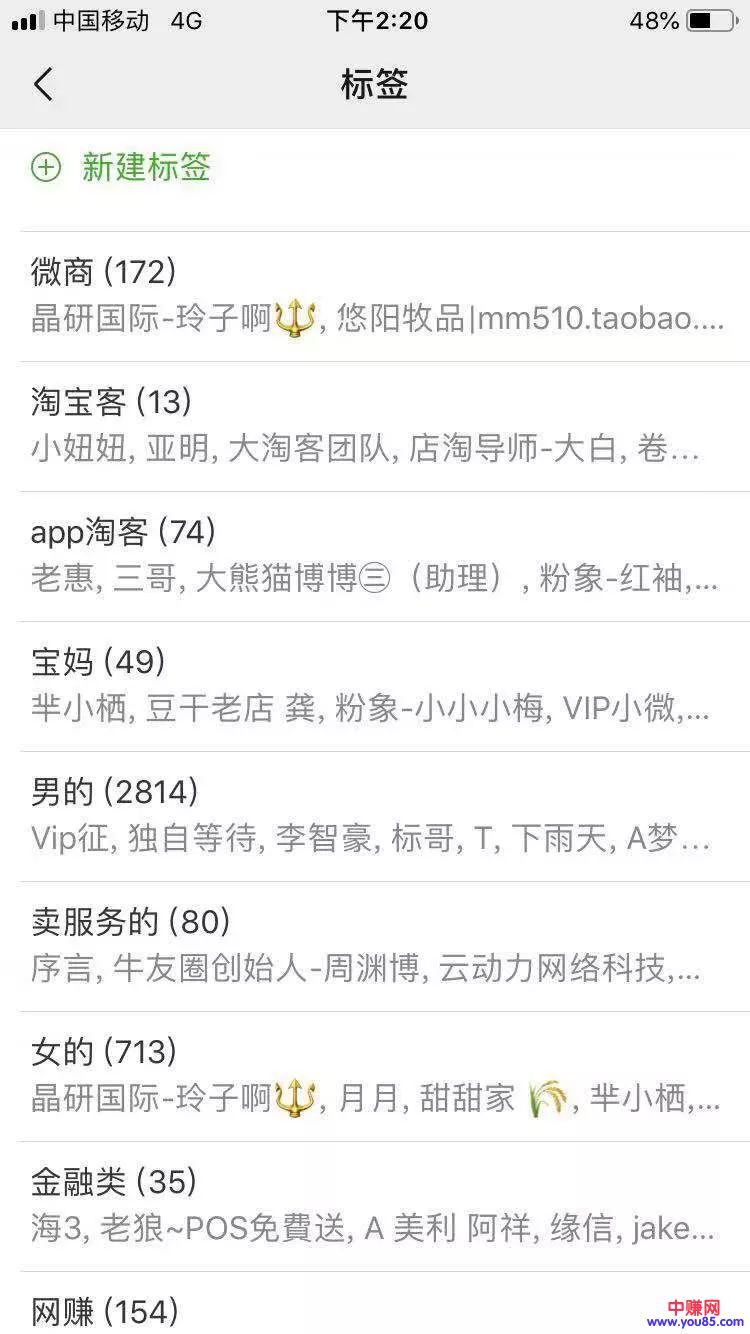 中国移动 4G 下午2:20 48%
标签
新建标签
微商 (172)
晶研国际-玲子啊🔱, 悠阳牧品|mm510.taobao....
淘宝客 (13)
小妞妞, 亚明, 大淘客团队, 店淘导师-大白, 卷...
app淘客 (74)
老惠, 三哥, 大熊猫博博㊂（助理）, 粉象-红袖,...
宝妈 (49)
芈小栖, 豆干老店 龚, 粉象-小小小梅, VIP小微,...
男的 (2814)
Vip征, 独自等待, 李智豪, 标哥, T, 下雨天, A梦...
卖服务的 (80)
序言, 牛友圈创始人-周渊博, 云动力网络科技,...
女的 (713)
晶研国际-玲子啊🔱, 月月, 甜甜家 🌾, 芈小栖,...
金融类 (35)
海3, 老狼~POS免費送, A 美利 阿祥, 缘信, jake...
网赚 (154)
中赚网
www.you85.com